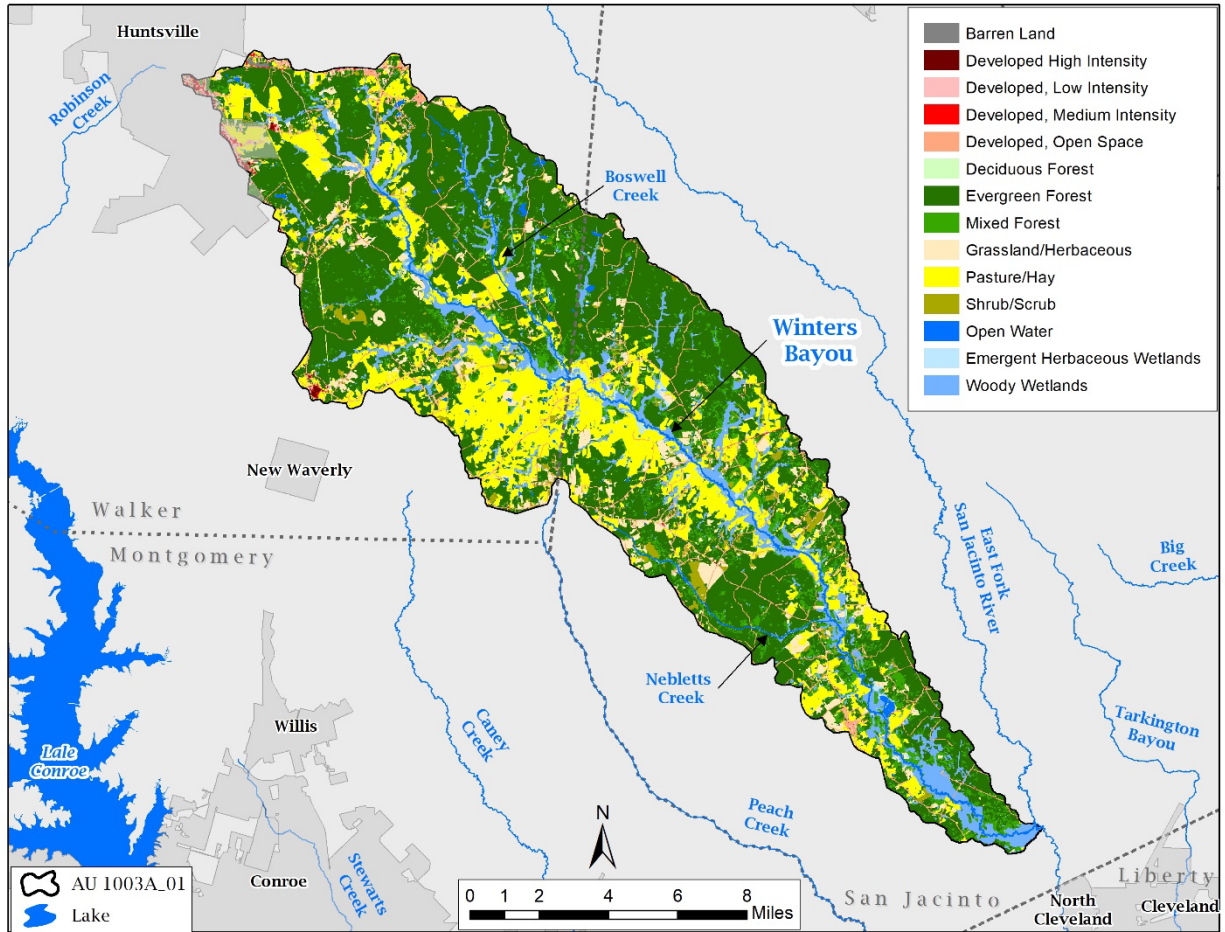 Huntsville
Robinson
Creek
Boswell
Creek
Winters
Bayou
New Waverly
Walker
Montgomery
East Fork
San Jacinto River
Big
Creek
Nebletts
Creek
Willis
Caney
Creek
Tarkington
Bayou
Lale
Conroe
Peach
Creek
Conroe
Stewarts
Creek
San Jacinto
Liberty
North
Cleveland
Cleveland
Barren Land
Developed High Intensity
Developed, Low Intensity
Developed, Medium Intensity
Developed, Open Space
Deciduous Forest
Evergreen Forest
Mixed Forest
Grassland/Herbaceous
Pasture/Hay
Shrub/Scrub
Open Water
Emergent Herbaceous Wetlands
Woody Wetlands
AU 1003A_01
Lake
N
0 1 2 4 6 8
Miles